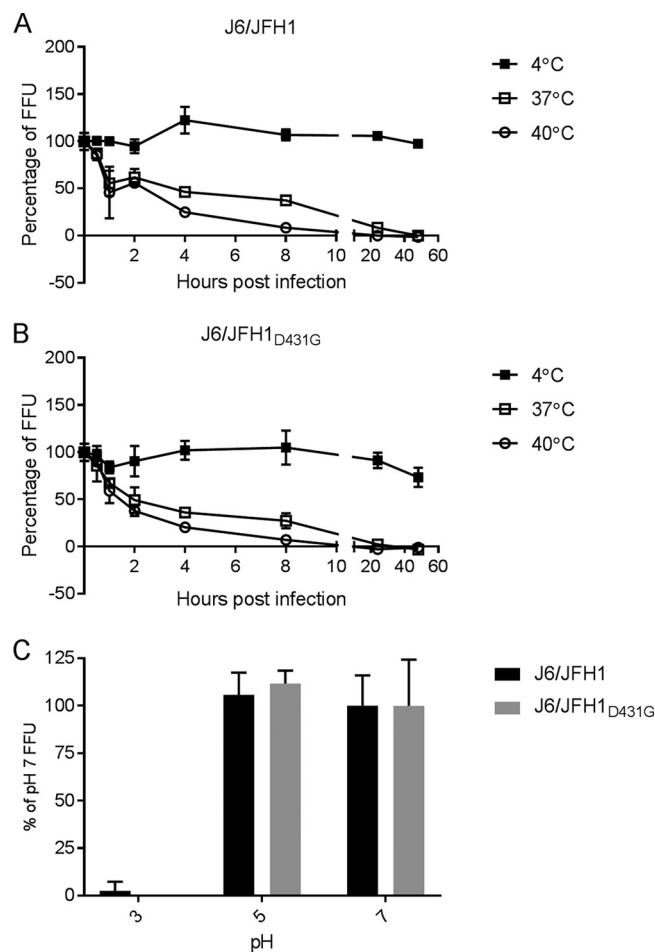 A
J6/JFH1
Percentage of FFU
200
150
100
50
0
-50
2
4
6
8
10
20
40
60
Hours post infection
4°C
37°C
40°C
B
J6/JFH1D431G
Percentage of FFU
200
150
100
50
0
-50
2
4
6
8
10
20
40
60
Hours post infection
4°C
37°C
40°C
C
% of pH 7 FFU
125
100
75
50
25
0
3
5
7
pH
J6/JFH1
J6/JFH1D431G